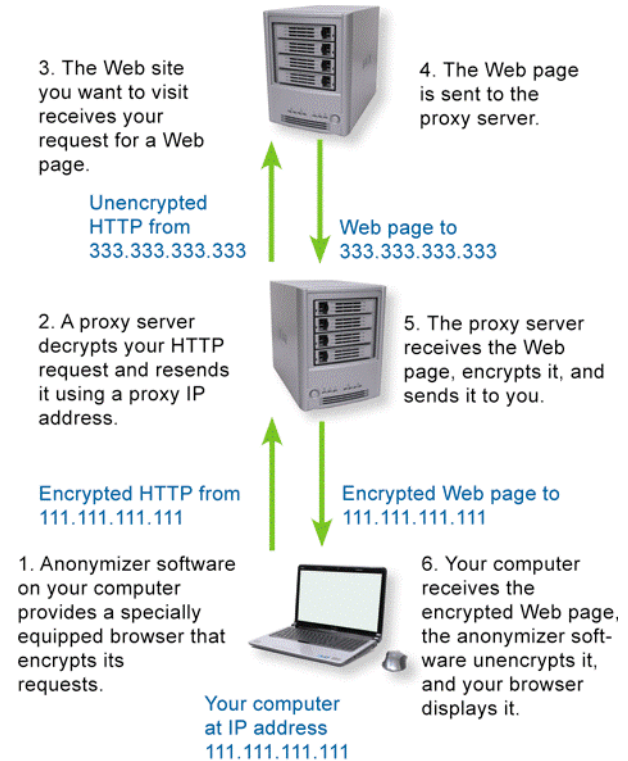 3. The Web site
you want to visit
receives your
request for a Web
page.
4. The Web page
is sent to the
proxy server.
Unencrypted
HTTP from
333.333.333.333
Web page to
333.333.333.333
2. A proxy server
decrypts your HTTP
request and resends
it using a proxy IP
address.
5. The proxy server
receives the Web
page, encrypts it, and
sends it to you.
Encrypted HTTP from
111.111.111.111
Encrypted Web page to
111.111.111.111
1. Anonymizer software
on your computer
provides a specially
equipped browser that
encrypts its
requests.
6. Your computer
receives the
encrypted Web page,
the anonymizer soft-
ware unencrypts it,
and your browser
displays it.
Your computer
at IP address
111.111.111.111